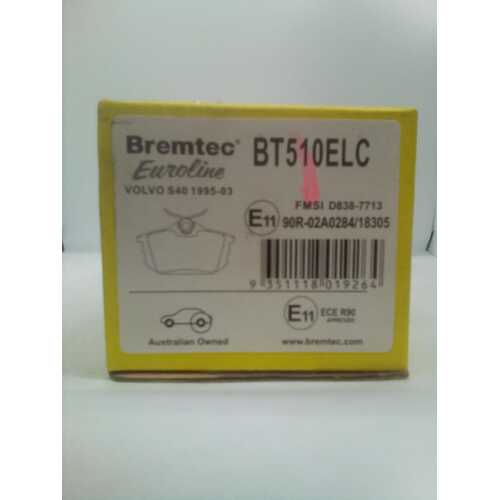 Bremtec®
Euroline
VOLVO S40 1995-03
BT510ELC
FMSI D838-7713
E11 90R-02A0284/18305
9 351118 019264
E11 ECE R90
APPROVED
Australian Owned
www.bremtec.com